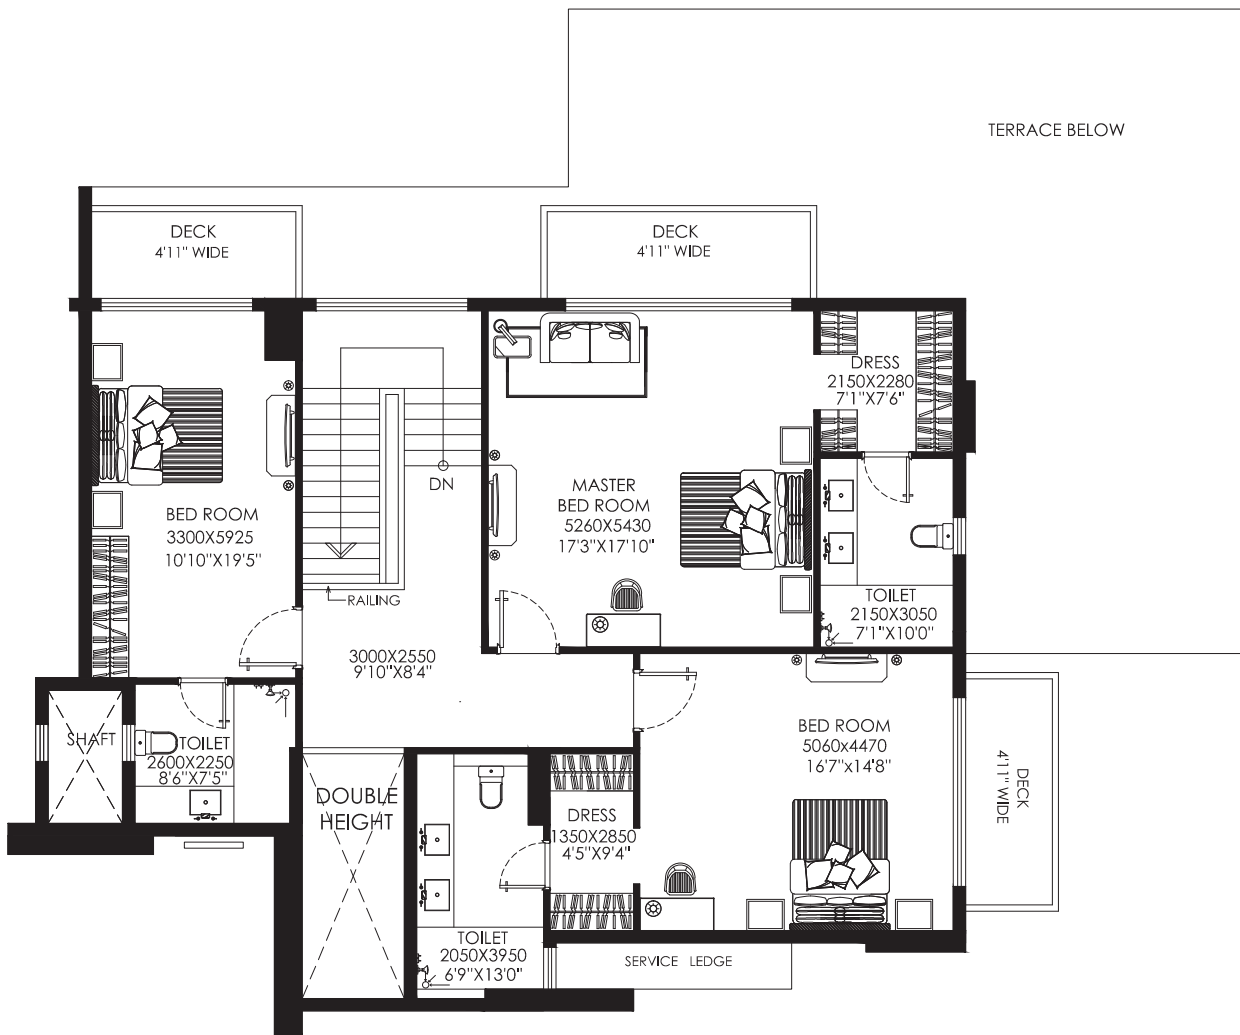 TERRACE BELOW
DECK
4'11" WIDE
DECK
4'11" WIDE
DRESS
2150X2280
7'1"X7'6"
DN
MASTER
BED ROOM
5260X5430
17'3"X17'10"
BED ROOM
3300X5925
10'10"X19'5"
RAILING
TOILET
2150X3050
7'1"X10'0"
3000X2550
9'10"X8'4"
SHAFT
TOILET
2600X2250
8'6"X7'5"
BED ROOM
5060x4470
16'7"x14'8"
DECK
4'11" WIDE
DOUBLE
HEIGHT
DRESS
1350X2850
4'5"X9'4"
TOILET
2050X3950
6'9"X13'0"
SERVICE LEDGE